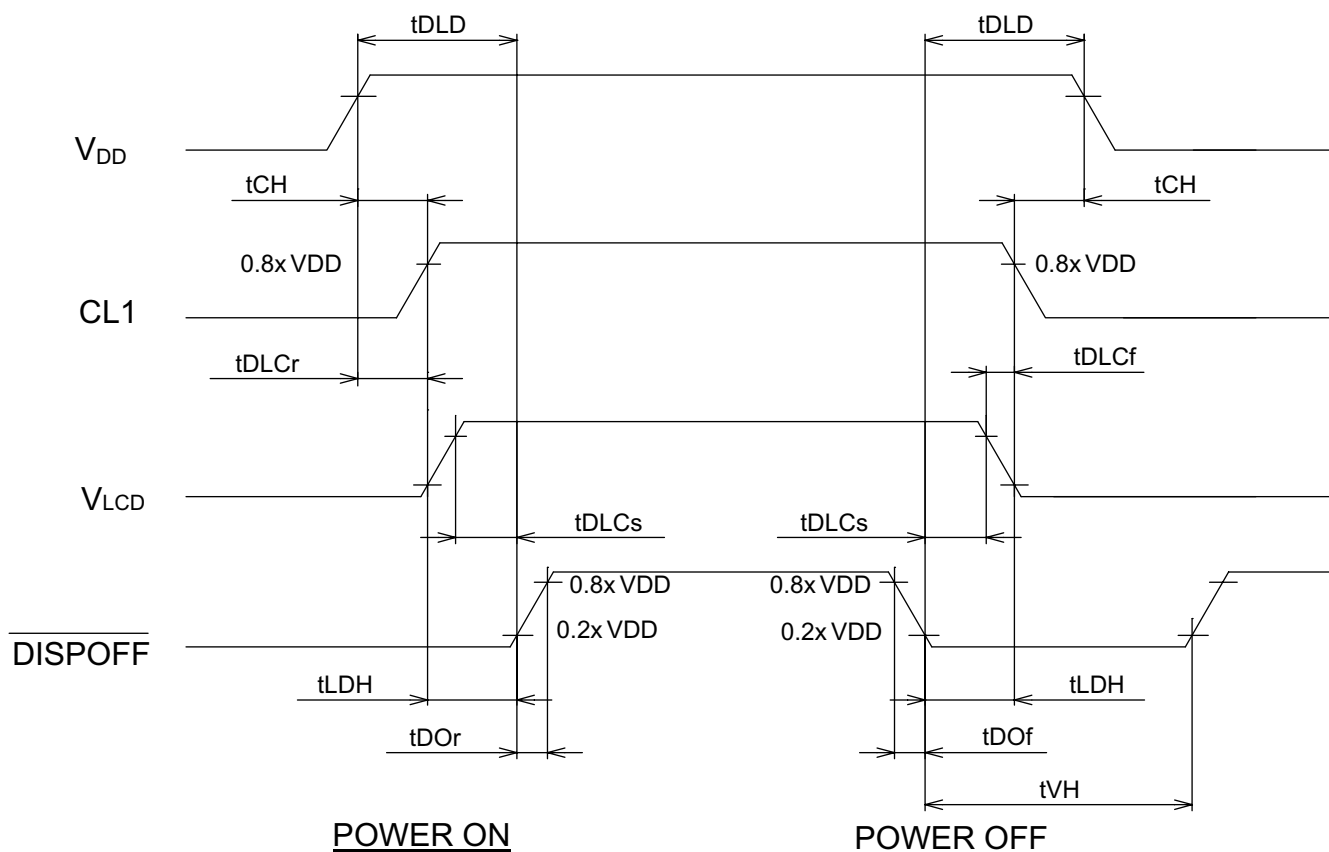 tDLD tDLD
VDD
tCH tCH
0.8x VDD 0.8x VDD
CL1
tDLCr tDLCf
VLCD
tDLCs tDLCs
0.8x VDD 0.8x VDD
0.2x VDD 0.2x VDD
DISPOFF
tLDH tLDH
tDOr tDOf
tVH
POWER ON POWER OFF